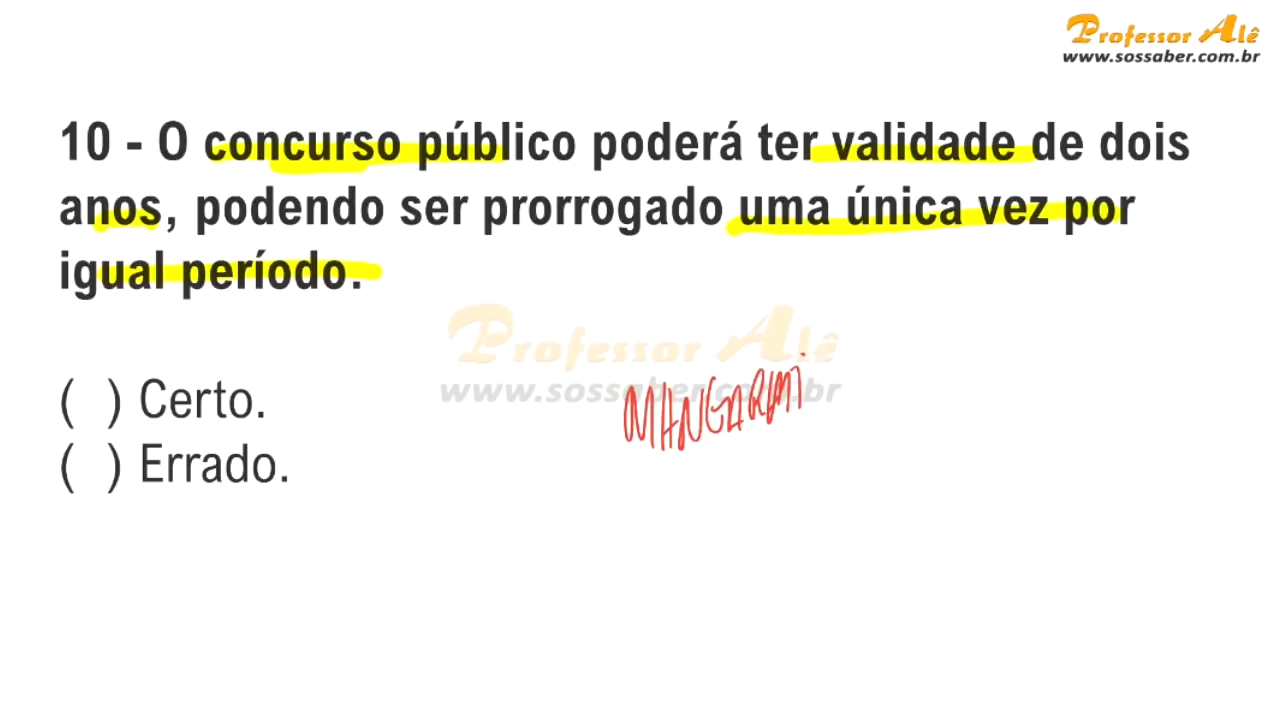 Professor Alê
www.sossaber.com.br
10 - O concurso público poderá ter validade de dois
anos, podendo ser prorrogado uma única vez por
igual período.
Professor Alê
www.sossaber.com.br
( ) Certo.
( ) Errado.